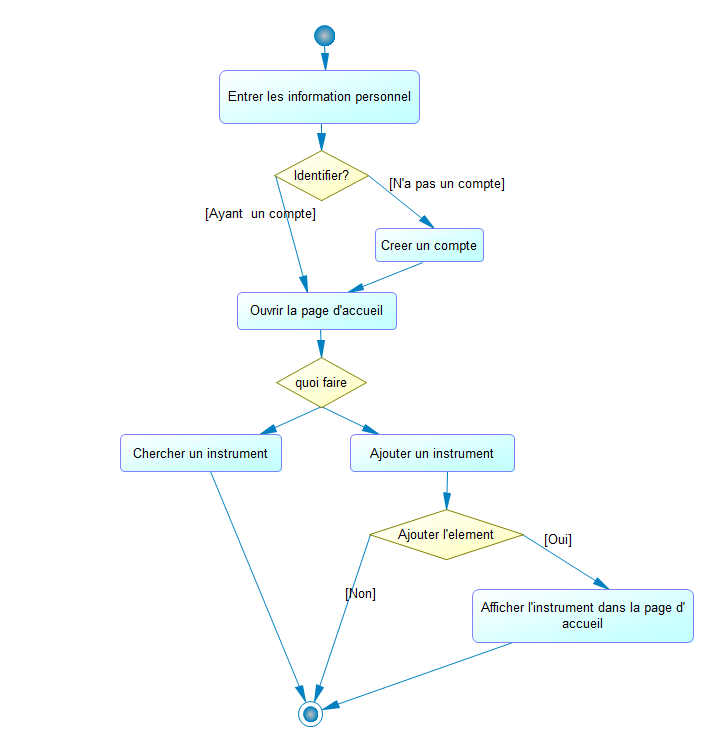 Entrer les information personnel
Identifier?
[N'a pas un compte]
[Ayant  un compte]
Creer un compte
Ouvrir la page d'accueil
quoi faire
Chercher un instrument
Ajouter un instrument
Ajouter l'element
[Oui]
[Non]
Afficher l'instrument dans la page d'
accueil